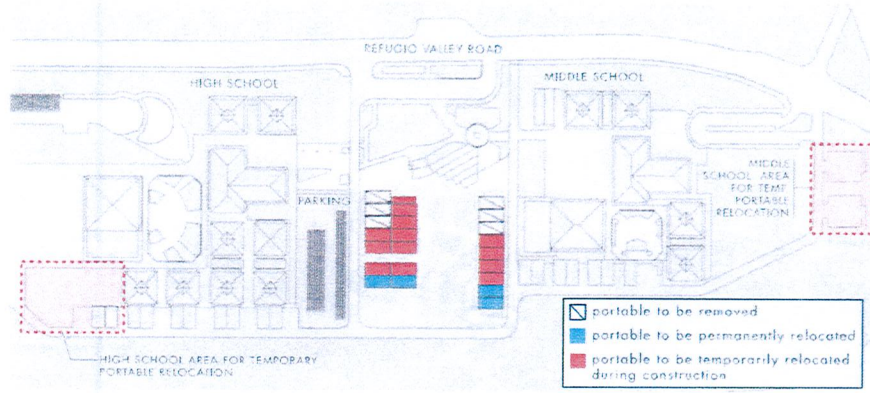 REFUGIO VALLEY ROAD
HIGH SCHOOL
MIDDLE SCHOOL
MIDDLE
SCHOOL AREA
FOR TEMP
PORTABLE
RELOCATION
PARKING
portable to be removed
portable to be permanently relocated
portable to be temporarily relocated
during construction
HIGH SCHOOL AREA FOR TEMPORARY
PORTABLE RELOCATION